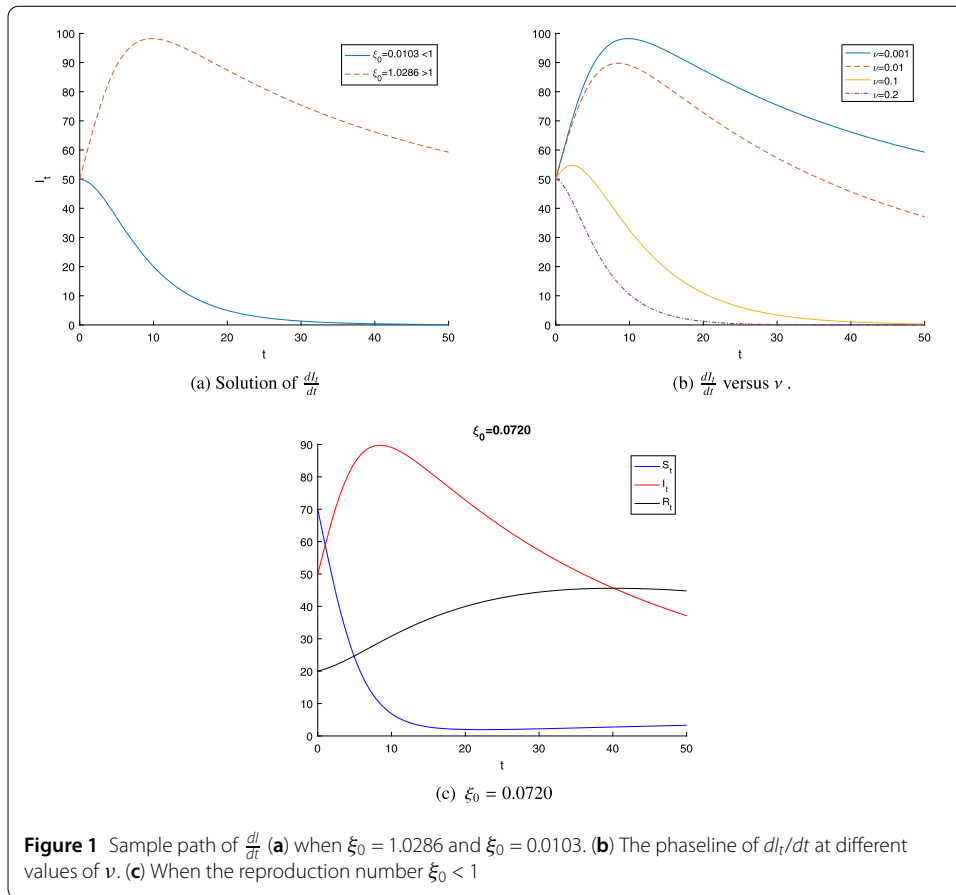 100
90
80
70
60
50
40
30
20
10
0
I_t
0 10 20 30 40 50
t
ξ_0=0.0103 <1
ξ_0=1.0286 >1
(a) Solution of dI_t/dt
100
90
80
70
60
50
40
30
20
10
0
0 10 20 30 40 50
t
ν=0.001
ν=0.01
ν=0.1
ν=0.2
(b) dI_t/dt versus ν .
ξ_0=0.0720
90
80
70
60
50
40
30
20
10
0
0 10 20 30 40 50
t
S_t
I_t
R_t
(c) ξ_0 = 0.0720
Figure 1 Sample path of dI/dt (a) when ξ_0 = 1.0286 and ξ_0 = 0.0103. (b) The phaseline of dI_t/dt at different
values of ν. (c) When the reproduction number ξ_0 < 1